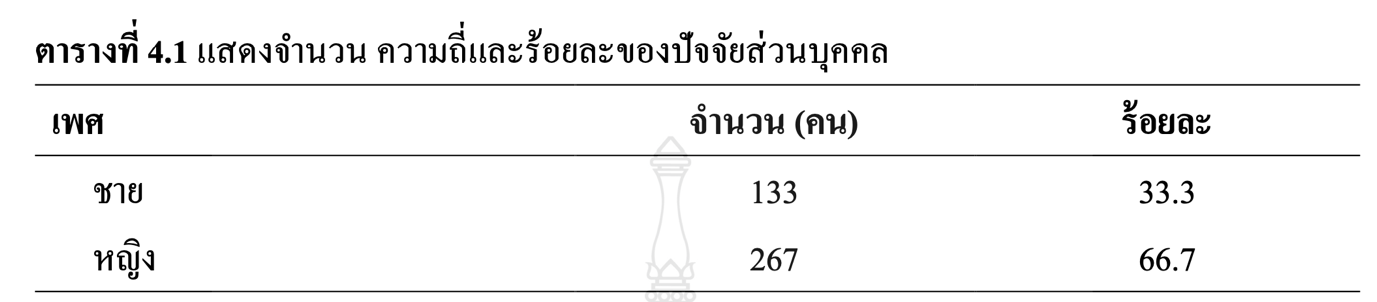 ตารางที่ 4.1 แสดงจำนวน ความถี่และร้อยละของปัจจัยส่วนบุคคล
เพศ จำนวน (คน) ร้อยละ
ชาย 133 33.3
หญิง 267 66.7